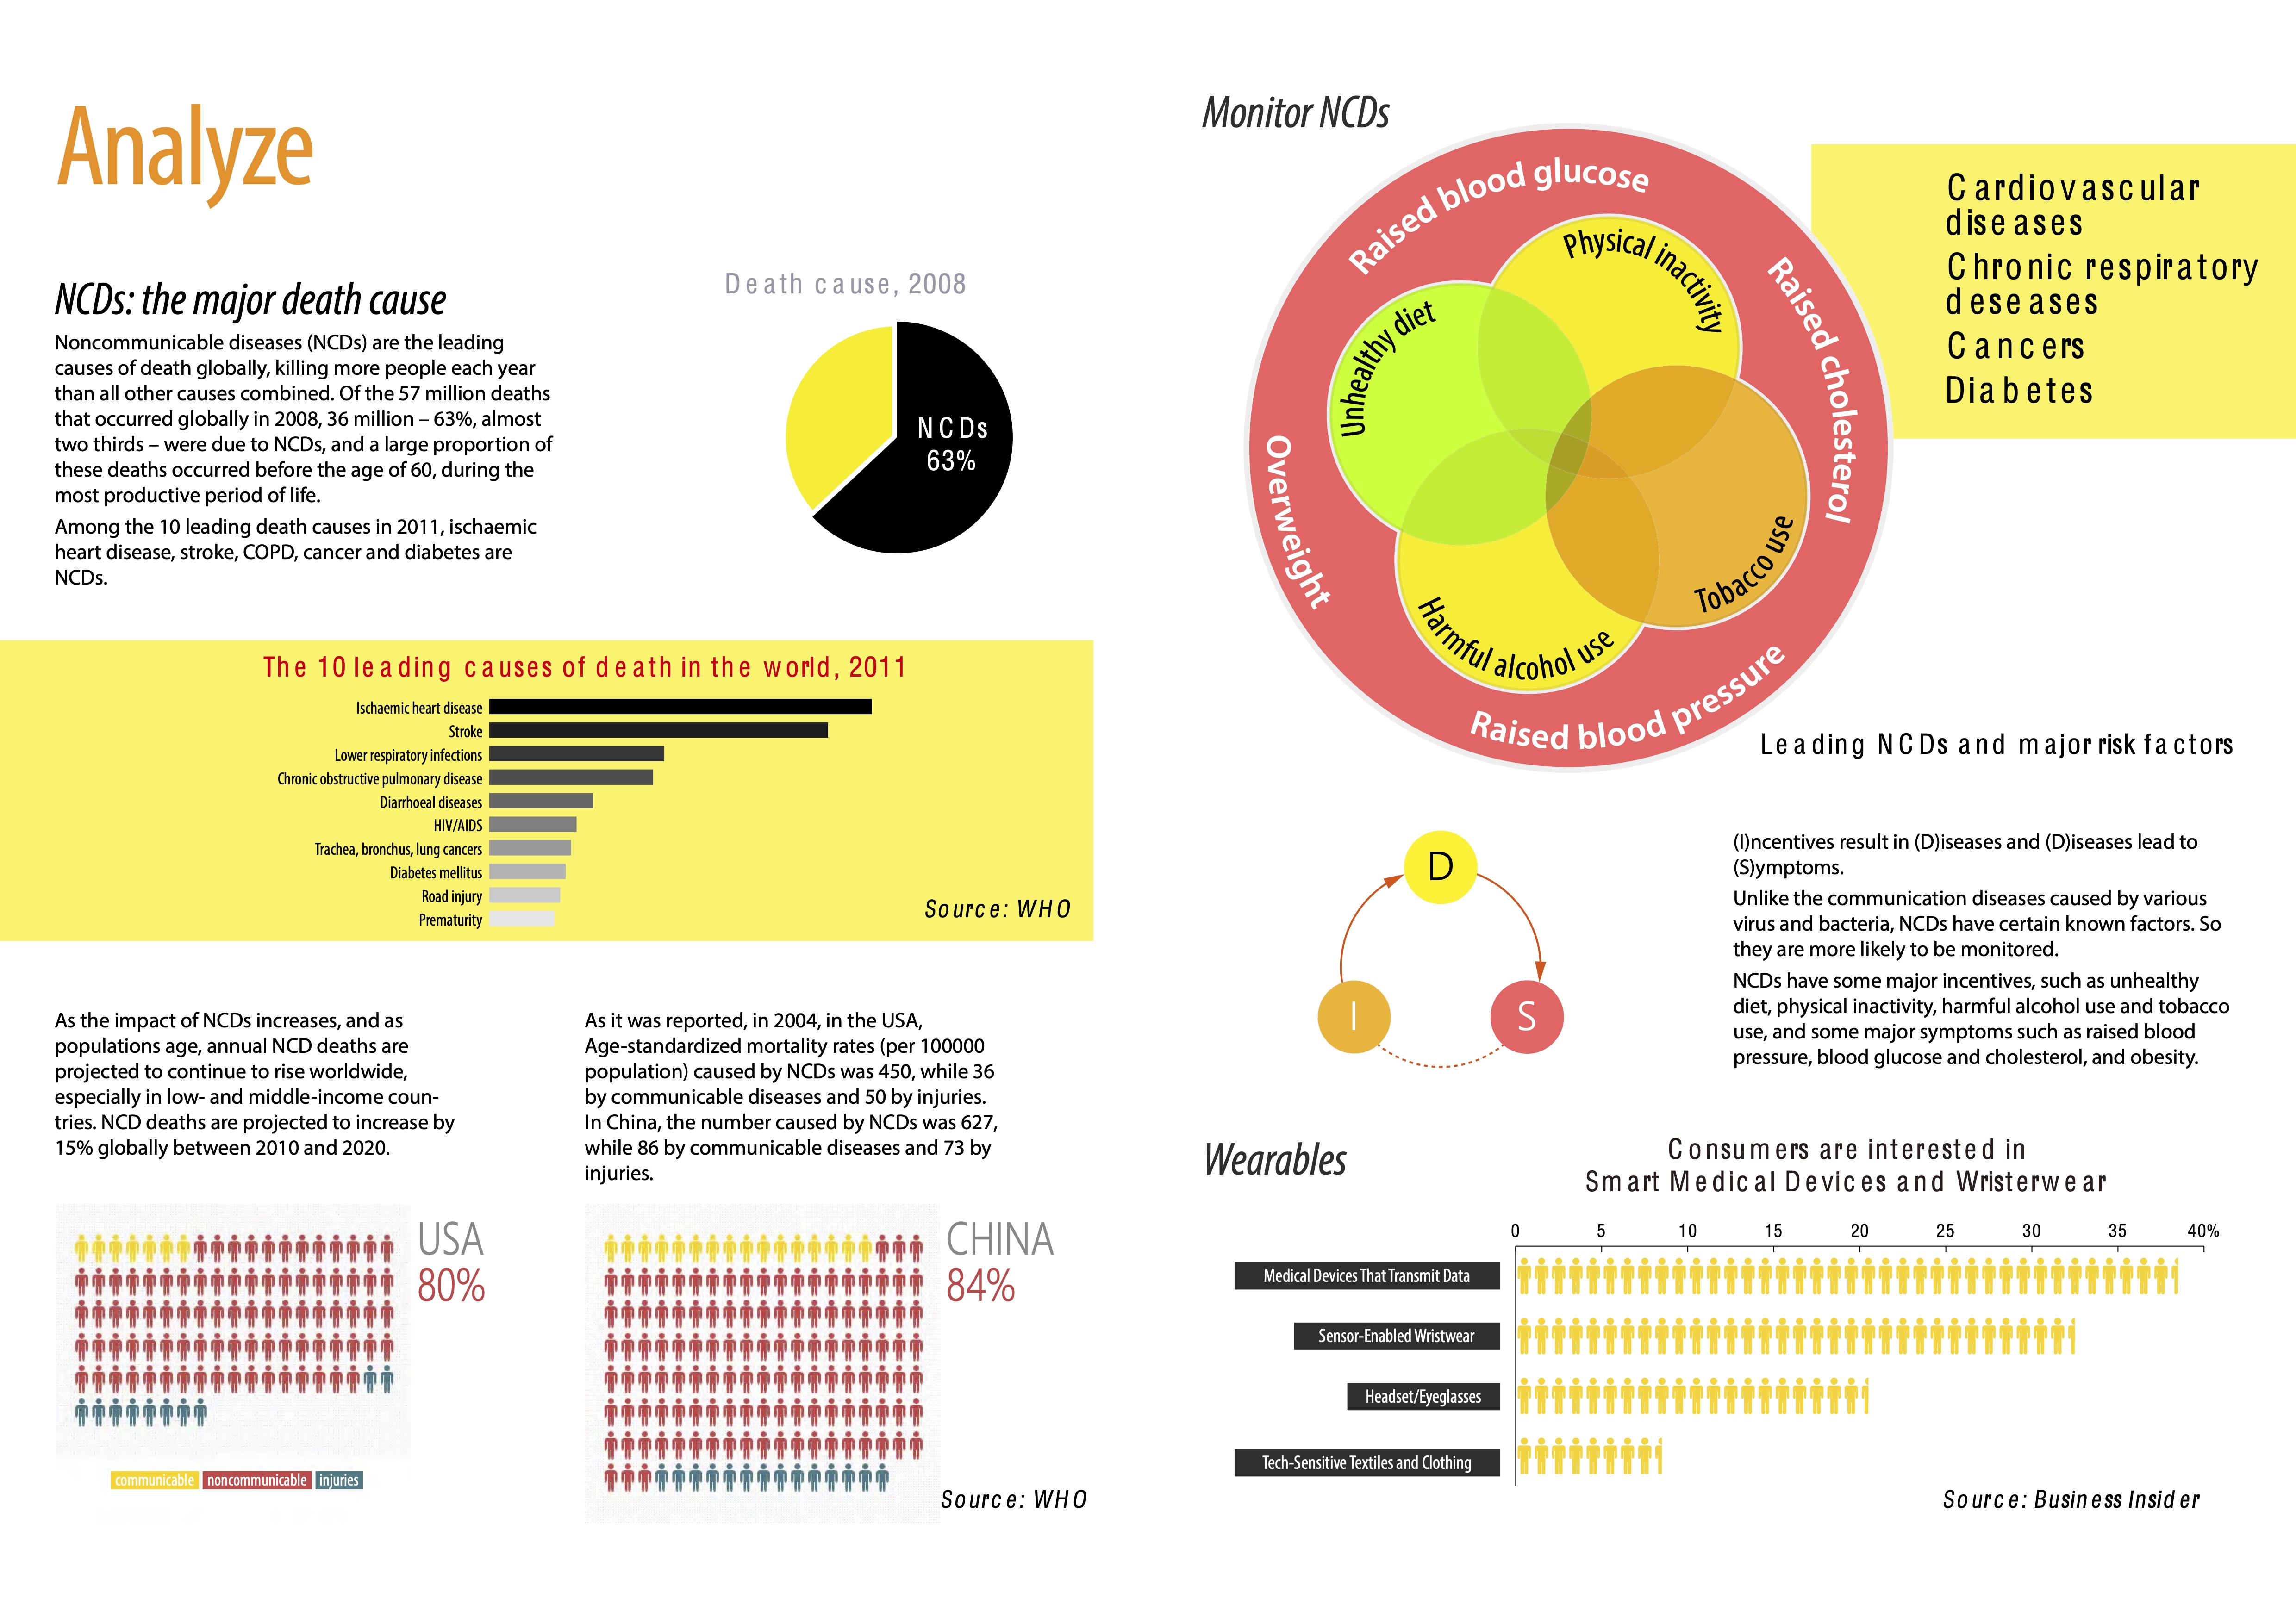 Analyze
NCDs: the major death cause
Noncommunicable diseases (NCDs) are the leading
causes of death globally, killing more people each year
than all other causes combined. Of the 57 million deaths
that occurred globally in 2008, 36 million – 63%, almost
two thirds – were due to NCDs, and a large proportion of
these deaths occurred before the age of 60, during the
most productive period of life.
Among the 10 leading death causes in 2011, ischaemic
heart disease, stroke, COPD, cancer and diabetes are
NCDs.
Death cause, 2008
NCDs
63%
The 10 leading causes of death in the world, 2011
Ischaemic heart disease
Stroke
Lower respiratory infections
Chronic obstructive pulmonary disease
Diarrhoeal diseases
HIV/AIDS
Trachea, bronchus, lung cancers
Diabetes mellitus
Road injury
Prematurity
Source: WHO
As the impact of NCDs increases, and as
populations age, annual NCD deaths are
projected to continue to rise worldwide,
especially in low- and middle-income coun-
tries. NCD deaths are projected to increase by
15% globally between 2010 and 2020.
As it was reported, in 2004, in the USA,
Age-standardized mortality rates (per 100000
population) caused by NCDs was 450, while 36
by communicable diseases and 50 by injuries.
In China, the number caused by NCDs was 627,
while 86 by communicable diseases and 73 by
injuries.
USA
80%
communicable noncommunicable injuries
CHINA
84%
Source: WHO
Monitor NCDs
Raised blood glucose
Raised cholesterol
Overweight
Raised blood pressure
Physical inactivity
Unhealthy diet
Tobacco use
Harmful alcohol use
Cardiovascular
diseases
Chronic respiratory
deseases
Cancers
Diabetes
Leading NCDs and major risk factors
D
I
S
(I)ncentives result in (D)iseases and (D)iseases lead to
(S)ymptoms.
Unlike the communication diseases caused by various
virus and bacteria, NCDs have certain known factors. So
they are more likely to be monitored.
NCDs have some major incentives, such as unhealthy
diet, physical inactivity, harmful alcohol use and tobacco
use, and some major symptoms such as raised blood
pressure, blood glucose and cholesterol, and obesity.
Wearables
Consumers are interested in
Smart Medical Devices and Wristerwear
0 5 10 15 20 25 30 35 40%
Medical Devices That Transmit Data
Sensor-Enabled Wristwear
Headset/Eyeglasses
Tech-Sensitive Textiles and Clothing
Source: Business Insider